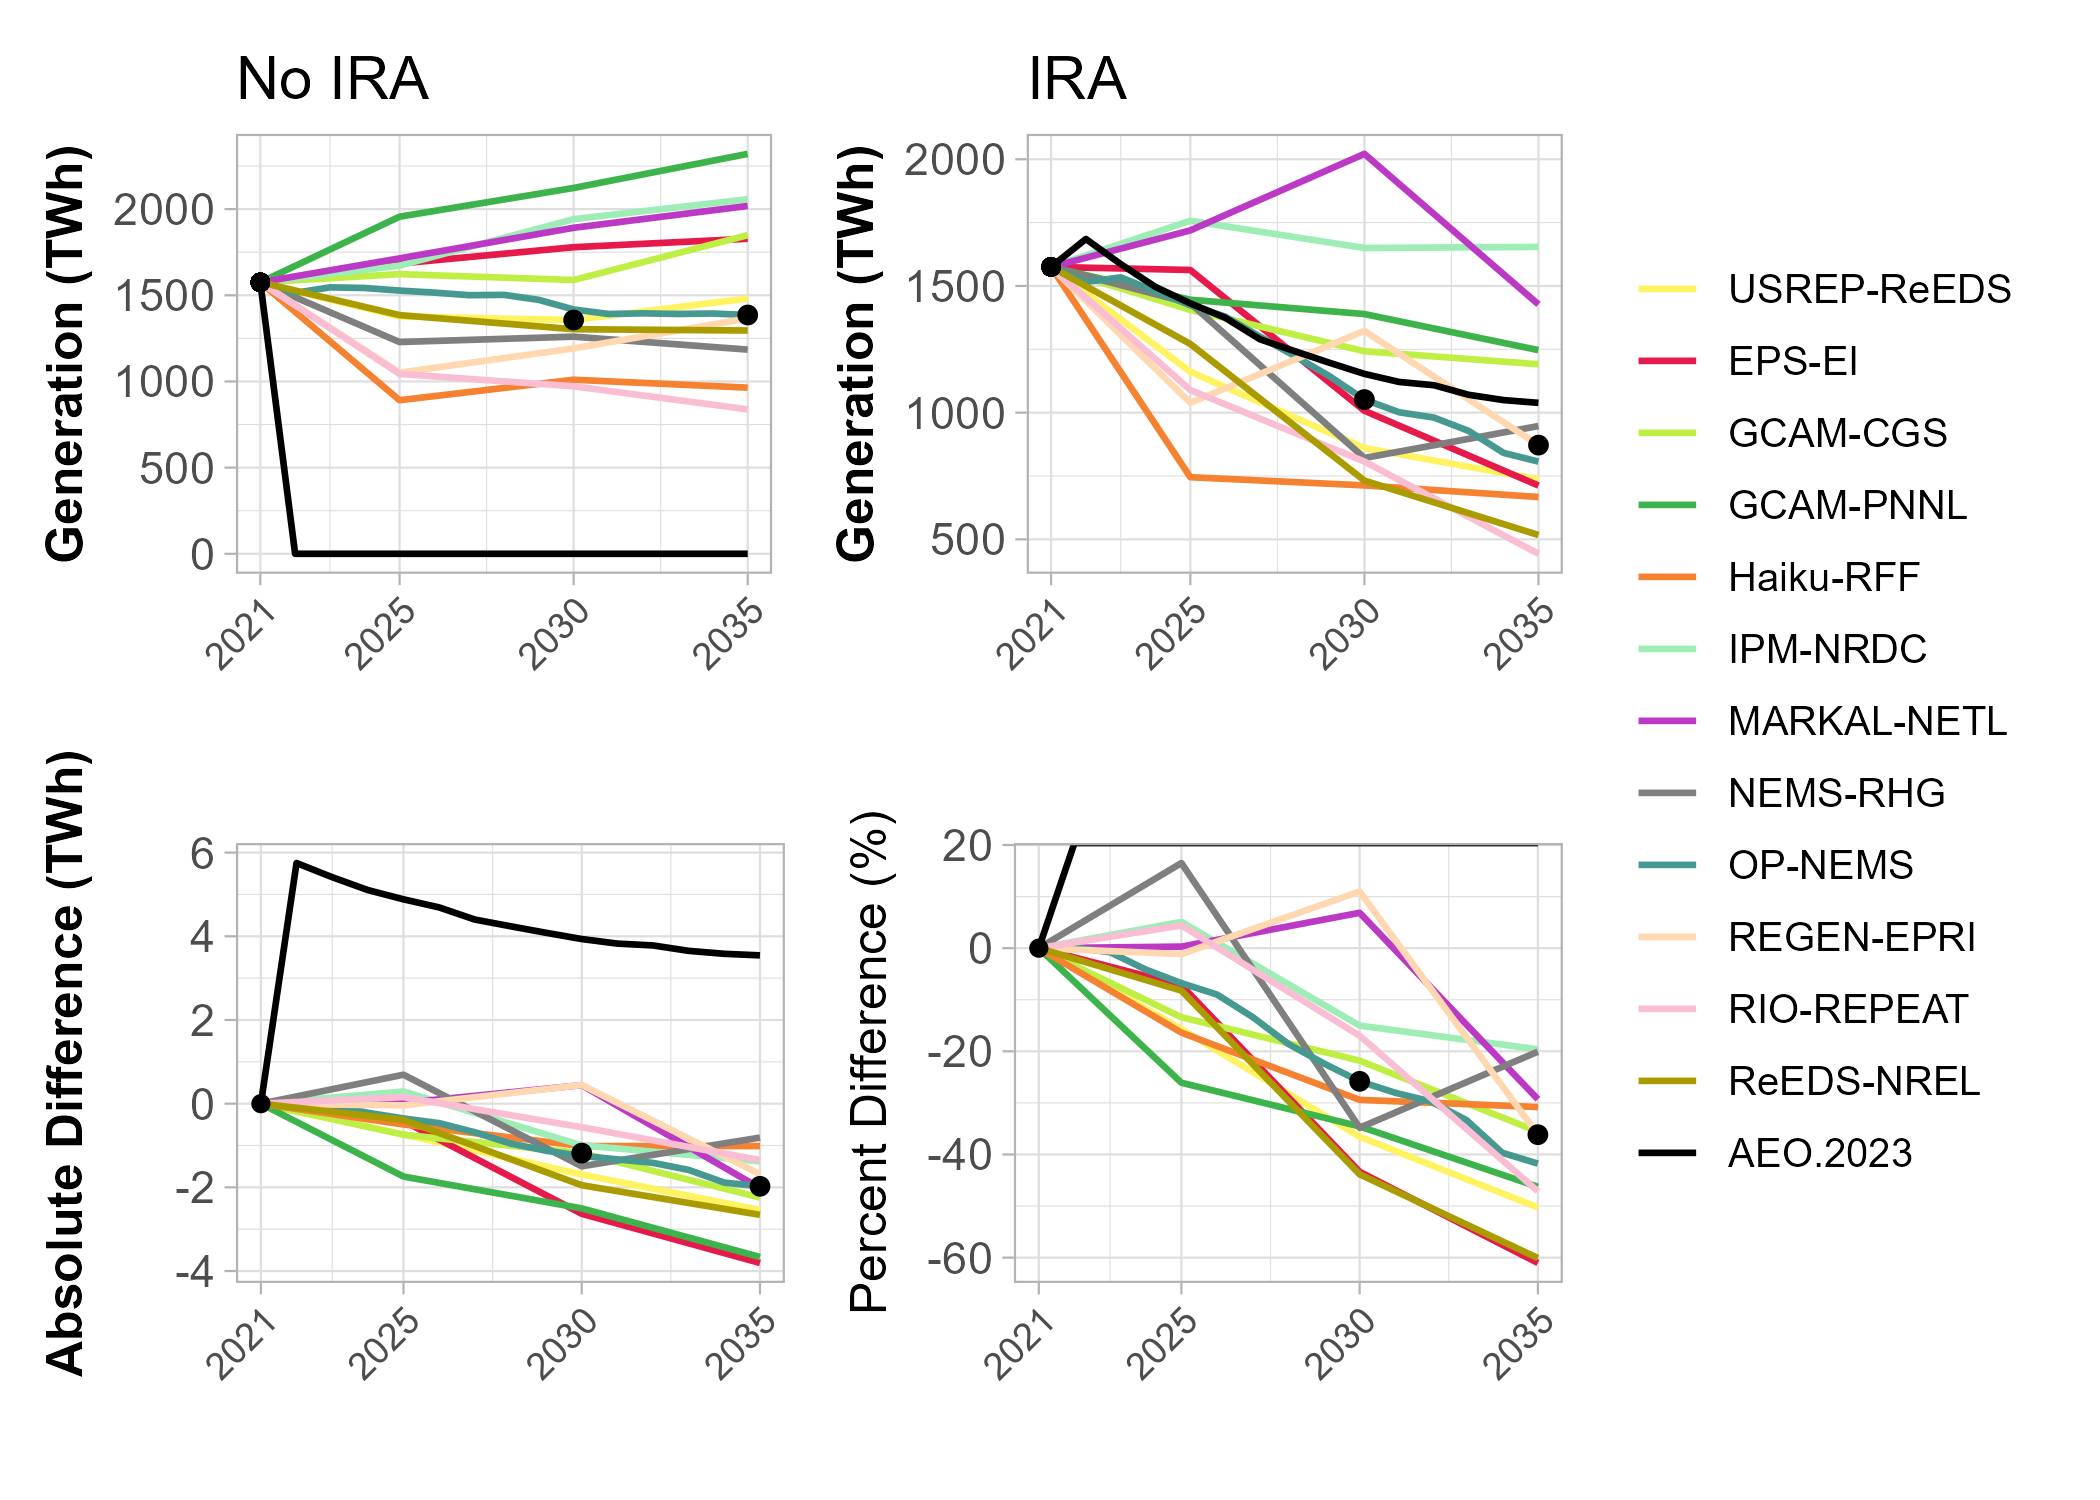 No IRA
IRA
Generation (TWh)
2000
1500
1000
500
0
2021
2025
2030
2035
Generation (TWh)
2000
1500
1000
500
2021
2025
2030
2035
Absolute Difference (TWh)
6
4
2
0
-2
-4
2021
2025
2030
2035
Percent Difference (%)
20
0
-20
-40
-60
2021
2025
2030
2035
USREP-ReEDS
EPS-EI
GCAM-CGS
GCAM-PNNL
Haiku-RFF
IPM-NRDC
MARKAL-NETL
NEMS-RHG
OP-NEMS
REGEN-EPRI
RIO-REPEAT
ReEDS-NREL
AEO.2023